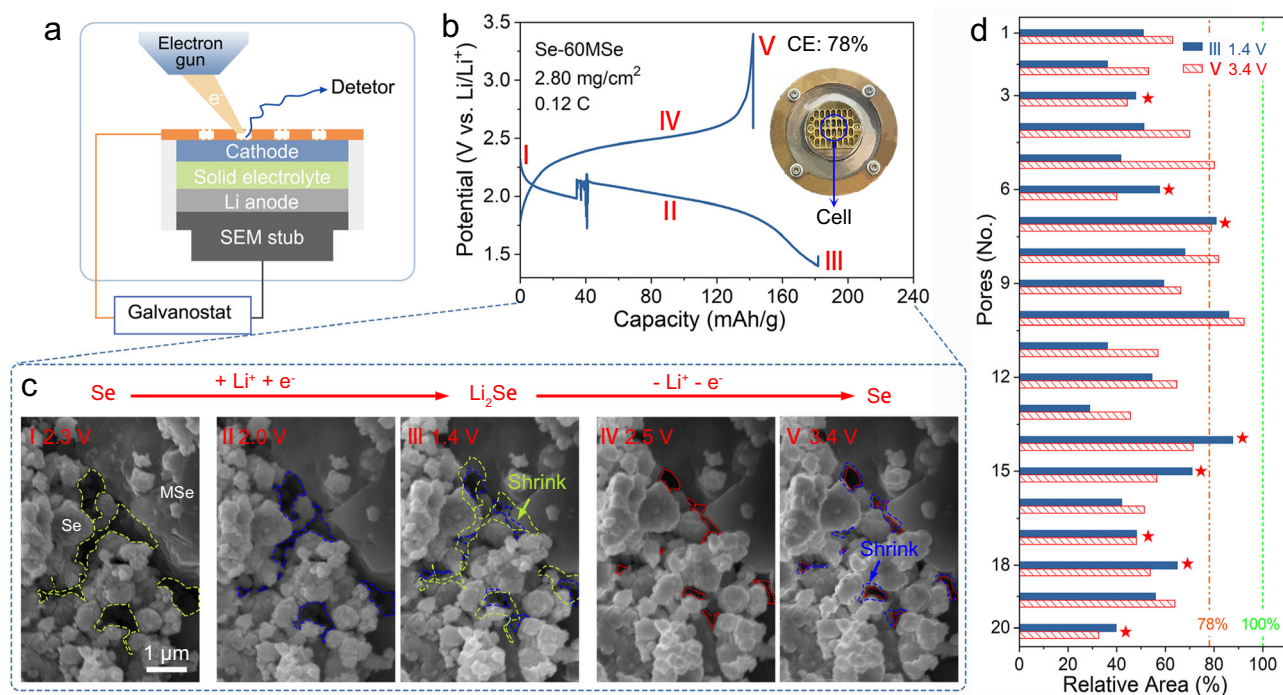 a
Electron
gun
e⁻
Detetor
Cathode
Solid electrolyte
Li anode
SEM stub
Galvanostat
b
Potential (V vs. Li/Li⁺)
3.5
3.0
2.5
2.0
1.5
Se-60MSe
2.80 mg/cm²
0.12 C
CE: 78%
Cell
I
II
III
IV
V
0 40 80 120 160 200 240
Capacity (mAh/g)
c
Se
+ Li⁺ + e⁻
Li₂Se
- Li⁺ - e⁻
Se
I 2.3 V
MSe
Se
1 μm
II 2.0 V
III 1.4 V
Shrink
IV 2.5 V
V 3.4 V
Shrink
d
III 1.4 V
V 3.4 V
Pores (No.)
1
3
6
9
12
15
18
20
78%
100%
0 20 40 60 80 100
Relative Area (%)